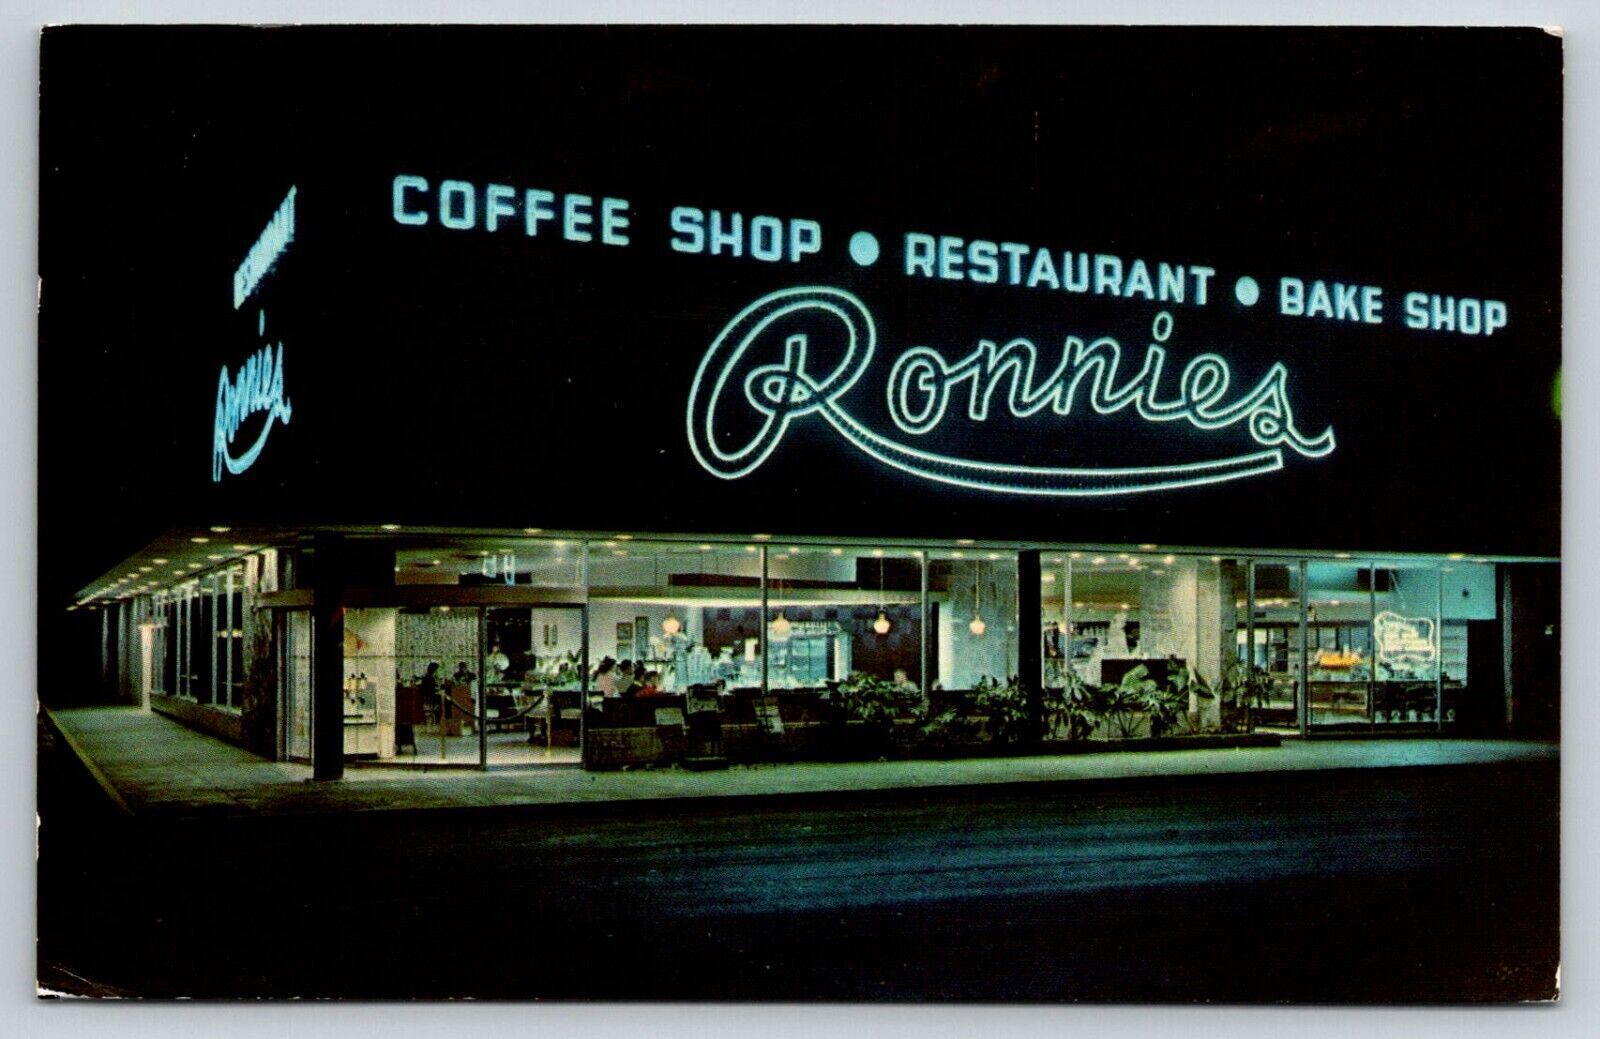 COFFEE SHOP • RESTAURANT • BAKE SHOP
Ronnies
RESTAURANT
Ronnies